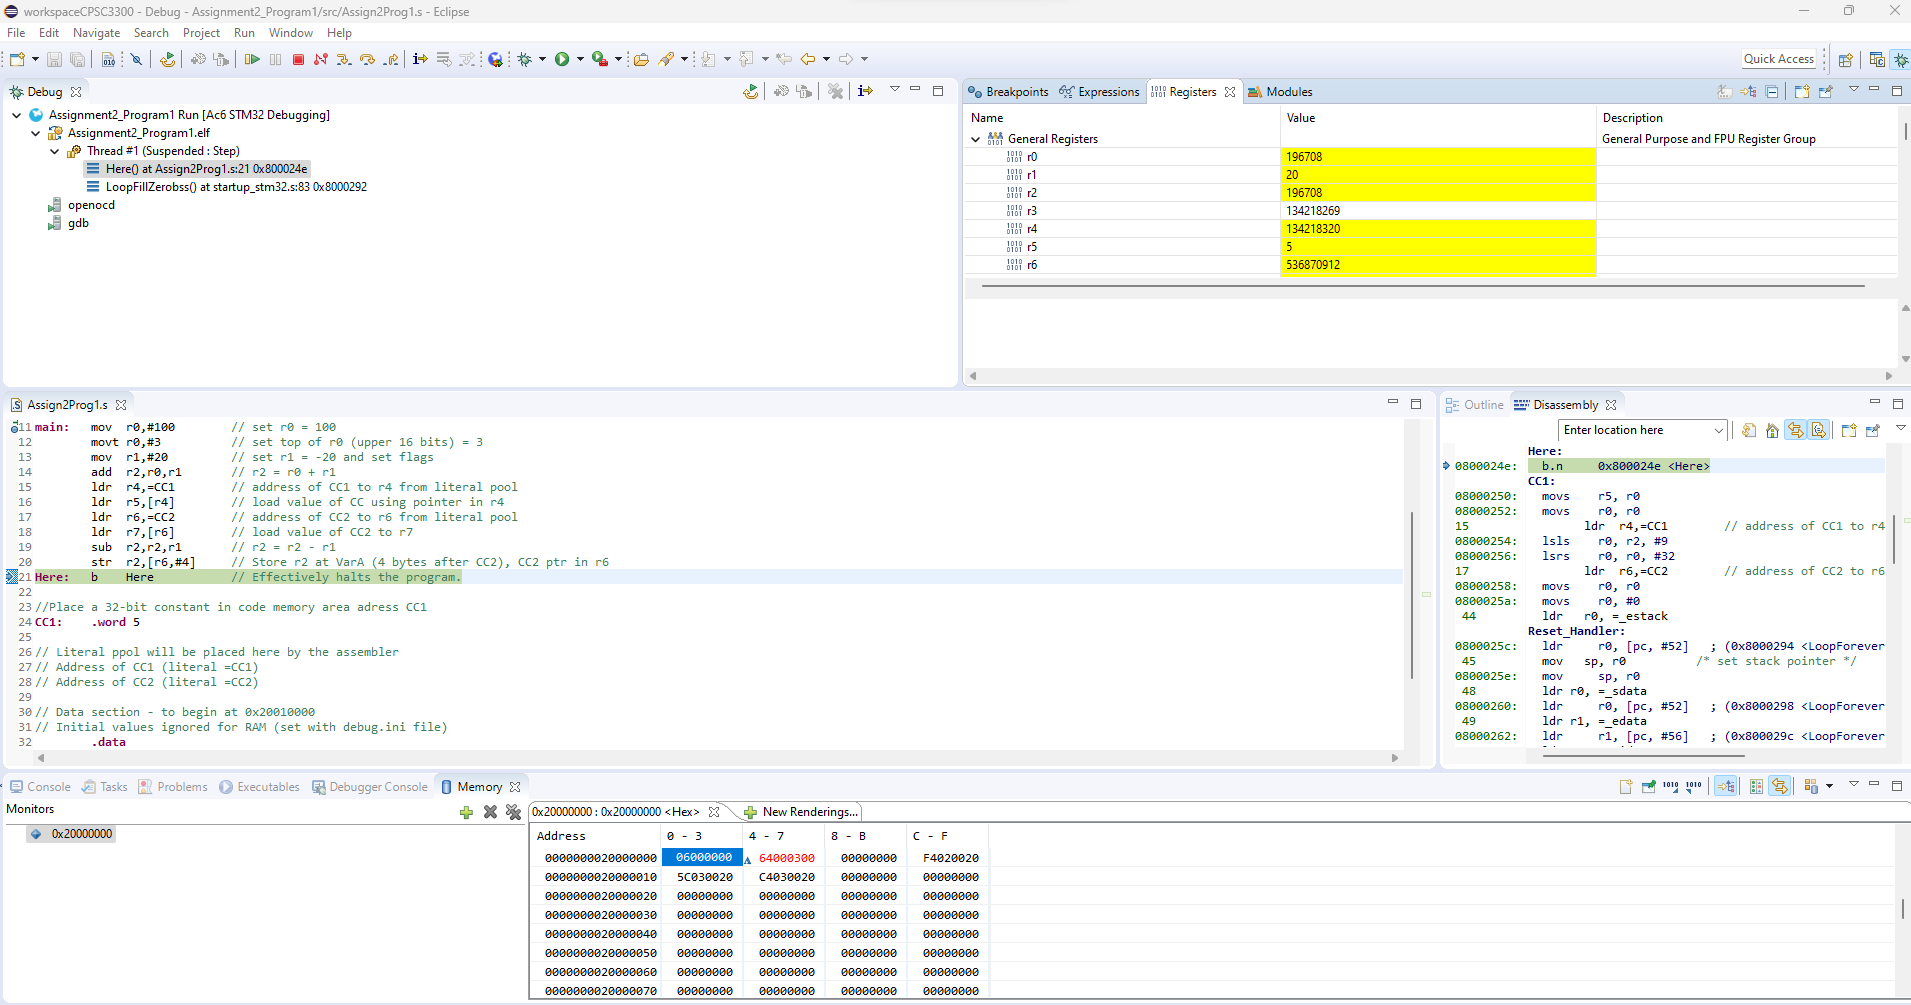 workspaceCPSC3300 - Debug - Assignment2_Program1/src/Assign2Prog1.s - Eclipse
File Edit Navigate Search Project Run Window Help
Quick Access
Debug
Assignment2_Program1 Run [Ac6 STM32 Debugging]
Assignment2_Program1.elf
Thread #1 (Suspended : Step)
Here() at Assign2Prog1.s:21 0x800024e
LoopFillZerobss() at startup_stm32.s:83 0x8000292
openocd
gdb
Breakpoints Expressions Registers Modules
Name Value Description
General Registers General Purpose and FPU Register Group
r0 196708
r1 20
r2 196708
r3 134218269
r4 134218320
r5 5
r6 536870912
Assign2Prog1.s
11 main: mov r0,#100 // set r0 = 100
12 movt r0,#3 // set top of r0 (upper 16 bits) = 3
13 mov r1,#20 // set r1 = -20 and set flags
14 add r2,r0,r1 // r2 = r0 + r1
15 ldr r4,=CC1 // address of CC1 to r4 from literal pool
16 ldr r5,[r4] // load value of CC using pointer in r4
17 ldr r6,=CC2 // address of CC2 to r6 from literal pool
18 ldr r7,[r6] // load value of CC2 to r7
19 sub r2,r2,r1 // r2 = r2 - r1
20 str r2,[r6,#4] // Store r2 at VarA (4 bytes after CC2), CC2 ptr in r6
21 Here: b Here // Effectively halts the program.
22
23 //Place a 32-bit constant in code memory area adress CC1
24 CC1: .word 5
25
26 // Literal ppol will be placed here by the assembler
27 // Address of CC1 (literal =CC1)
28 // Address of CC2 (literal =CC2)
29
30 // Data section - to begin at 0x20010000
31 // Initial values ignored for RAM (set with debug.ini file)
32 .data
Outline Disassembly
Enter location here
Here:
0800024e: b.n 0x800024e <Here>
CC1:
08000250: movs r5, r0
08000252: movs r0, r0
15 ldr r4,=CC1 // address of CC1 to r4
08000254: lsls r0, r2, #9
08000256: lsrs r0, r0, #32
17 ldr r6,=CC2 // address of CC2 to r6
08000258: movs r0, r0
0800025a: movs r0, #0
44 ldr r0, =_estack
Reset_Handler:
0800025c: ldr r0, [pc, #52] ; (0x8000294 <LoopForever
45 mov sp, r0 /* set stack pointer */
0800025e: mov sp, r0
48 ldr r0, =_sdata
08000260: ldr r0, [pc, #52] ; (0x8000298 <LoopForever
49 ldr r1, =_edata
08000262: ldr r1, [pc, #56] ; (0x800029c <LoopForever
Console Tasks Problems Executables Debugger Console Memory
Monitors
0x20000000
0x20000000 : 0x20000000 <Hex> New Renderings...
Address 0 - 3 4 - 7 8 - B C - F
0000000020000000 06000000 64000300 00000000 F4020020
0000000020000010 5C030020 C4030020 00000000 00000000
0000000020000020 00000000 00000000 00000000 00000000
0000000020000030 00000000 00000000 00000000 00000000
0000000020000040 00000000 00000000 00000000 00000000
0000000020000050 00000000 00000000 00000000 00000000
0000000020000060 00000000 00000000 00000000 00000000
0000000020000070 00000000 00000000 00000000 00000000